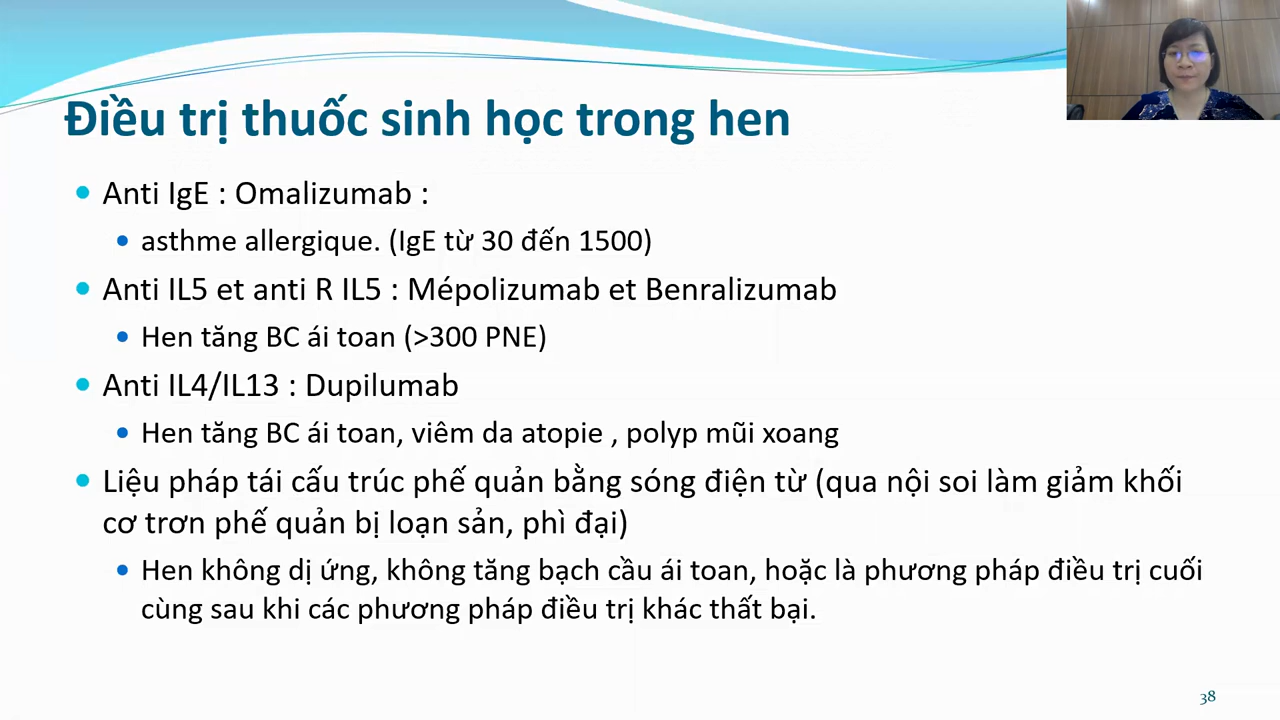 Điều trị thuốc sinh học trong hen
Anti IgE : Omalizumab :
asthme allergique. (IgE từ 30 đến 1500)
Anti IL5 et anti R IL5 : Mépolizumab et Benralizumab
Hen tăng BC ái toan (>300 PNE)
Anti IL4/IL13 : Dupilumab
Hen tăng BC ái toan, viêm da atopie , polyp mũi xoang
Liệu pháp tái cấu trúc phế quản bằng sóng điện từ (qua nội soi làm giảm khối
cơ trơn phế quản bị loạn sản, phì đại)
Hen không dị ứng, không tăng bạch cầu ái toan, hoặc là phương pháp điều trị cuối
cùng sau khi các phương pháp điều trị khác thất bại.
38